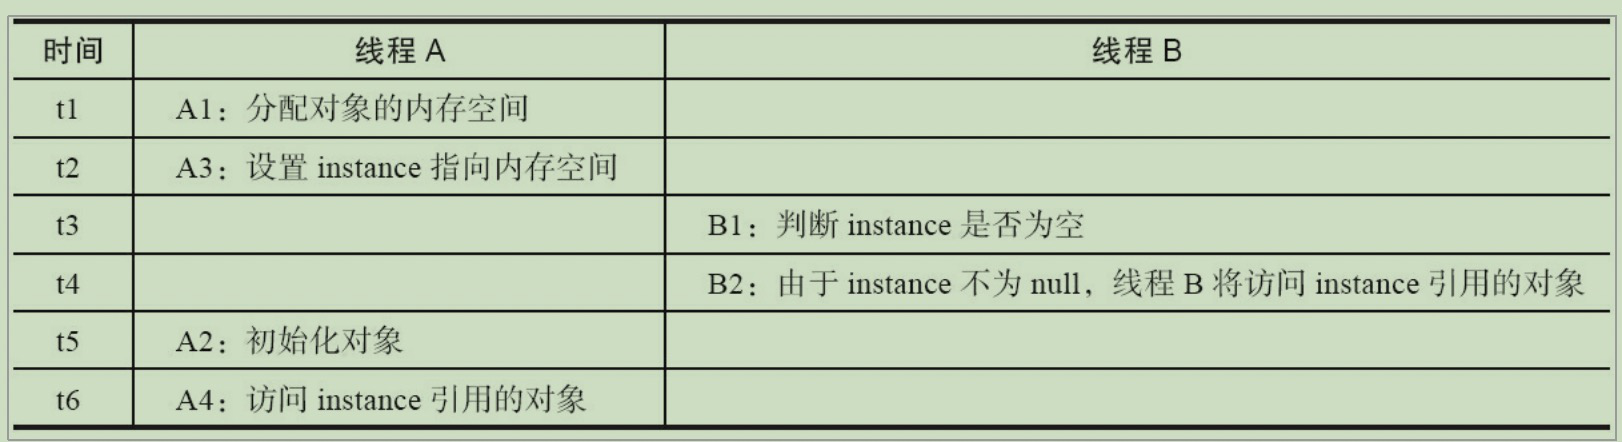 时间 线程 A 线程 B
t1 A1：分配对象的内存空间
t2 A3：设置 instance 指向内存空间
t3 B1：判断 instance 是否为空
t4 B2：由于 instance 不为 null，线程 B 将访问 instance 引用的对象
t5 A2：初始化对象
t6 A4：访问 instance 引用的对象